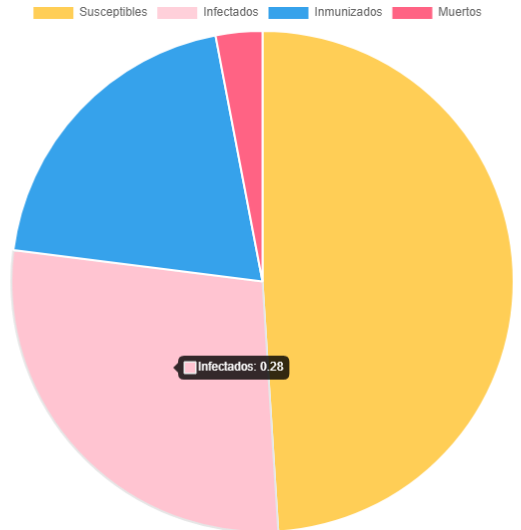 Susceptibles Infectados Inmunizados Muertos
Infectados: 0.28